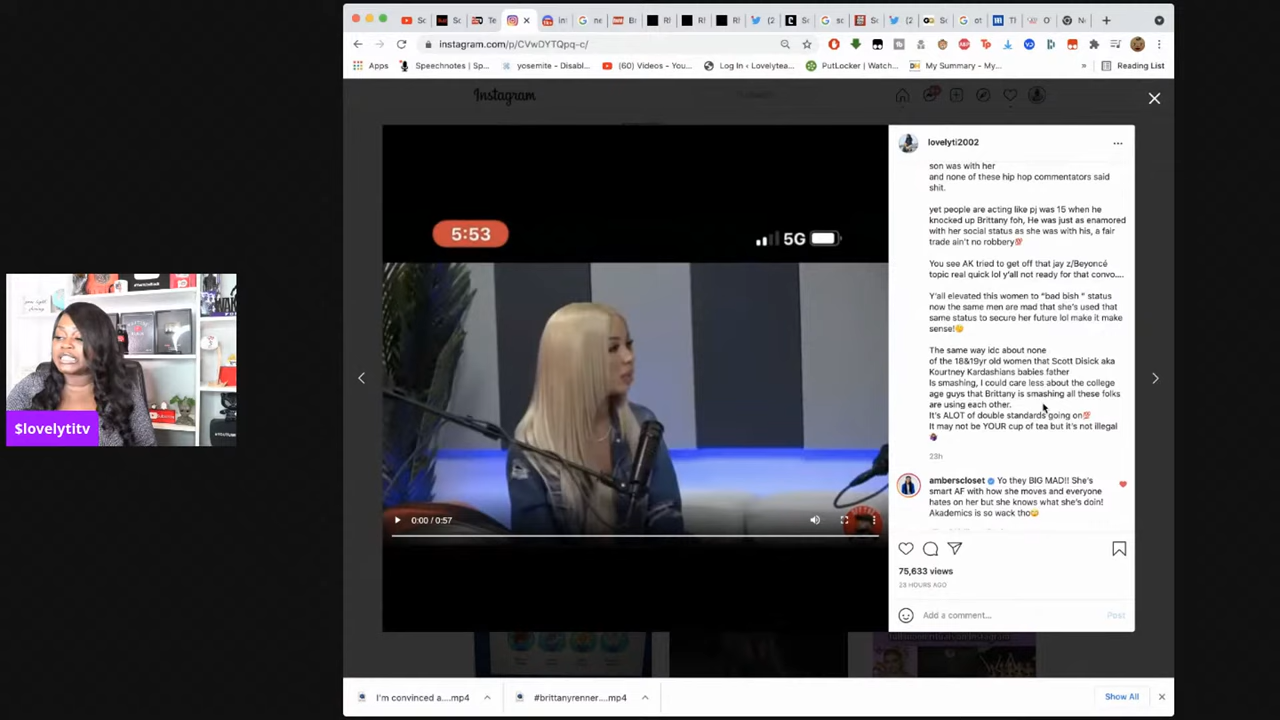 instagram.com/p/CVwDYTQpq-c/
Apps
Speechnotes | Sp...
yosemite - Disabl...
(60) Videos - You...
Log In ‹ Lovelytea...
PutLocker | Watch...
My Summary - My...
»
Reading List
Instagram
lovelyti2002
son was with her
and none of these hip hop commentators said
shit.
yet people are acting like pj was 15 when he
knocked up Brittany foh, He was just as enamored
with her social status as she was with his, a fair
trade ain't no robbery💯
You see AK tried to get off that jay z/Beyoncé
topic real quick lol y'all not ready for that convo....
Y'all elevated this women to "bad bish " status
now the same men are mad that she's used that
same status to secure her future lol make it make
sense!
The same way idc about none
of the 18&19yr old women that Scott Disick aka
Kourtney Kardashians babies father
Is smashing, I could care less about the college
age guys that Brittany is smashing all these folks
are using each other.
It's ALOT of double standards going on💯
It may not be YOUR cup of tea but it's not illegal
23h
amberscloset Yo they BIG MAD!! She's
smart AF with how she moves and everyone
hates on her but she knows what she's doin!
Akademics is so wack tho
75,633 views
23 HOURS AGO
Add a comment...
Post
5:53
5G
0:00 / 0:57
$lovelytitv
I'm convinced a....mp4
#brittanyrenner....mp4
Show All